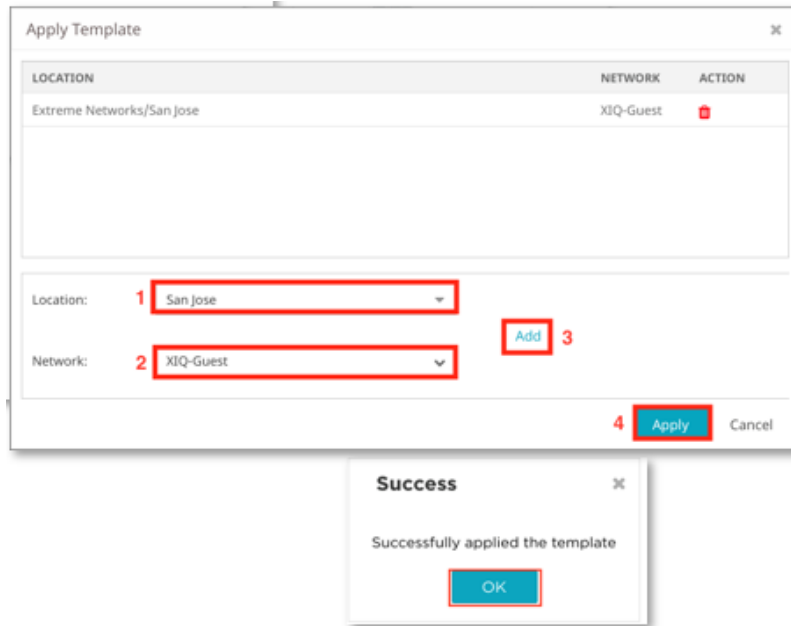 Apply Template
LOCATION NETWORK ACTION
Extreme Networks/San Jose XIQ-Guest
Location: 1 San Jose
Add 3
Network: 2 XIQ-Guest
4 Apply Cancel
Success
Successfully applied the template
OK